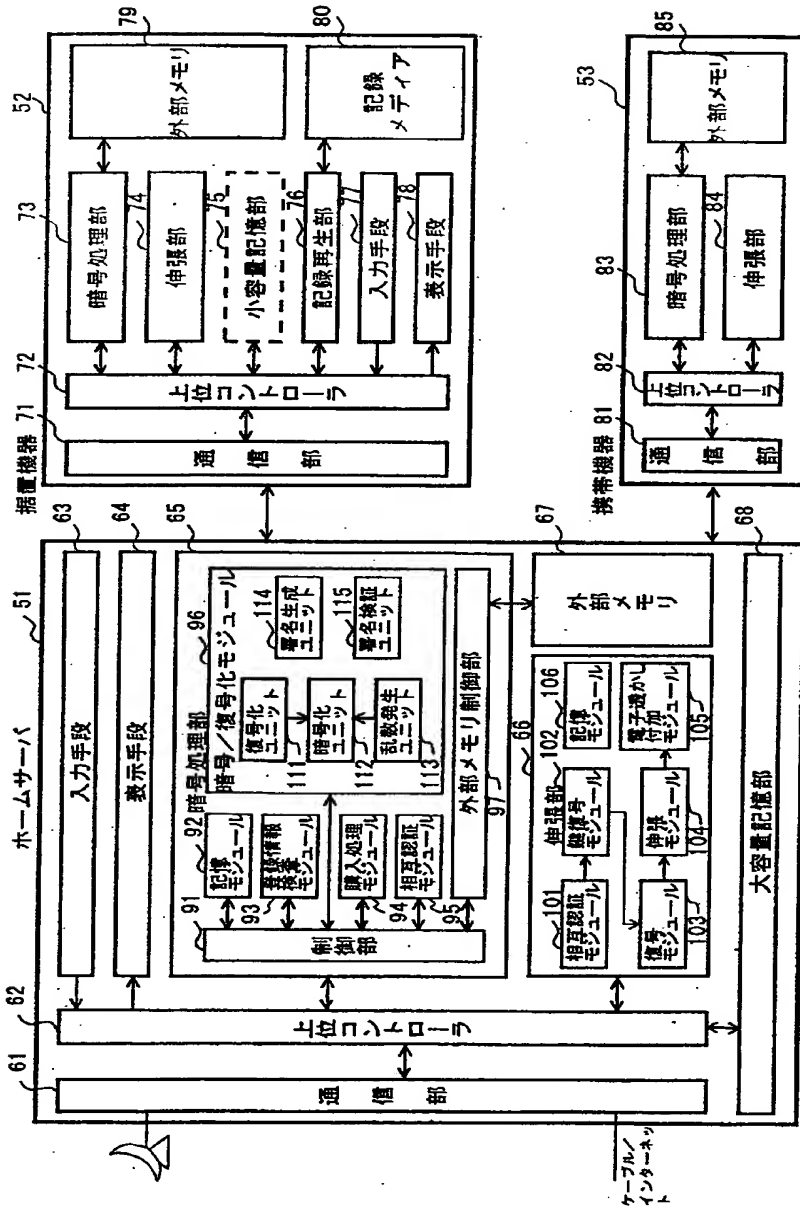 ホームサーバ
51
61
通信部
ケーブル/
インターネッ
ト
62
上位コントローラ
63
入力手段
64
表示手段
65
暗号処理部
91
制御部
92
記憶
モジュール
93
登録情報
検査
モジュール
94
購入処理
モジュール
95
相互認証
モジュール
96
暗号/復号化モジュール
111
復号化
ユニット
112
暗号化
ユニット
113
乱数発生
ユニット
114
署名生成
ユニット
115
署名検証
ユニット
97
外部メモリ制御部
67
外部メモリ
66
伸張部
101
相互認証
モジュール
102
鍵復号
モジュール
103
復号
モジュール
104
伸張
モジュール
105
電子透かし
付加
モジュール
106
記憶
モジュール
68
大容量記憶部
据置機器
52
71
通信部
72
上位コントローラ
73
暗号処理部
74
伸張部
75
小容量記憶部
76
記録再生部
77
入力手段
78
表示手段
79
外部メモリ
80
記録
メディア
携帯機器
53
81
通信部
82
上位コントローラ
83
暗号処理部
84
伸張部
85
外部メモリ